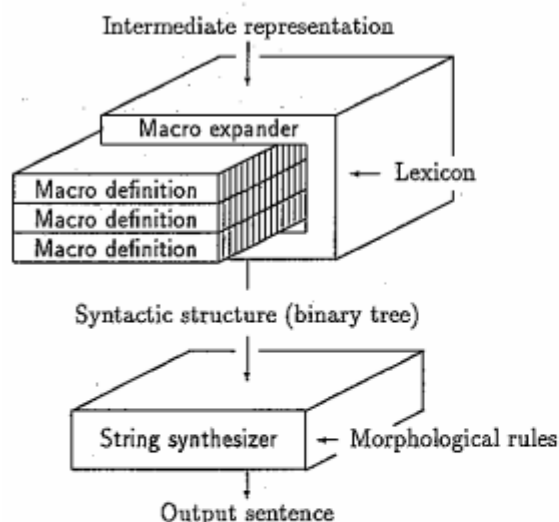 Intermediate representation
Macro expander
Macro definition
Macro definition
Macro definition
Lexicon
Syntactic structure (binary tree)
String synthesizer
Morphological rules
Output sentence